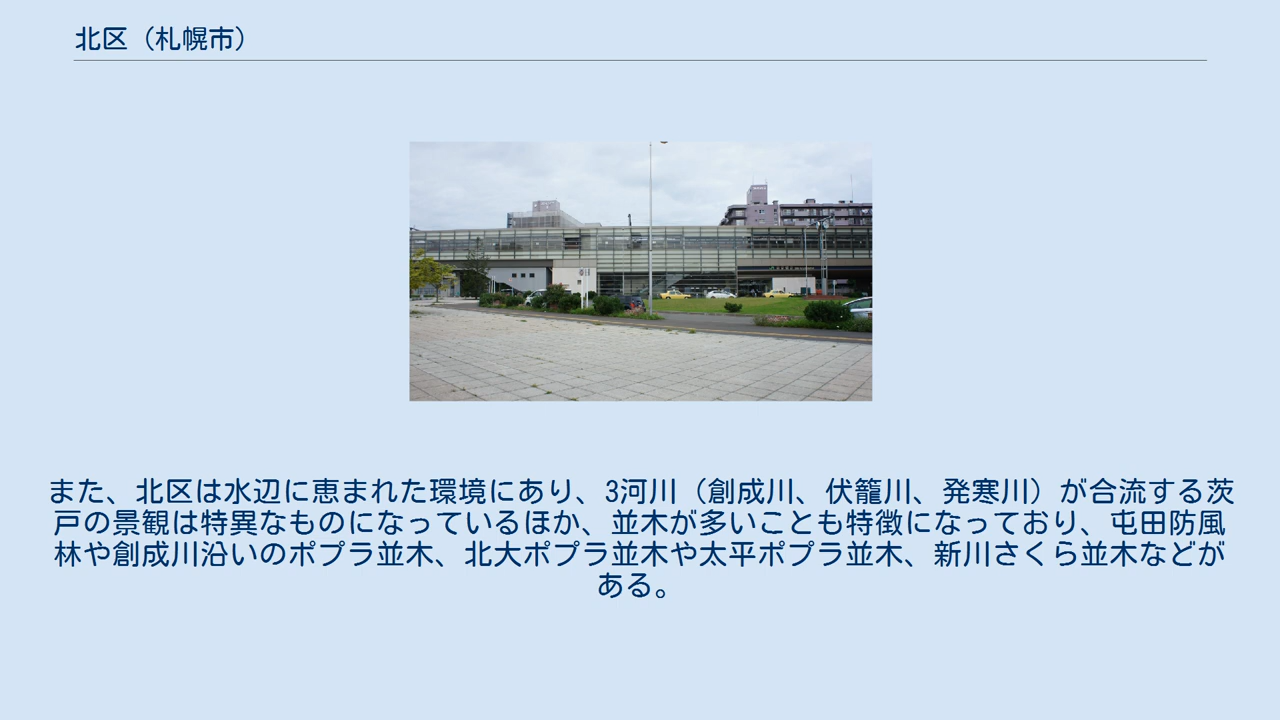 北区（札幌市）
また、北区は水辺に恵まれた環境にあり、3河川（創成川、伏籠川、発寒川）が合流する茨
戸の景観は特異なものになっているほか、並木が多いことも特徴になっており、屯田防風
林や創成川沿いのポプラ並木、北大ポプラ並木や太平ポプラ並木、新川さくら並木などが
ある。